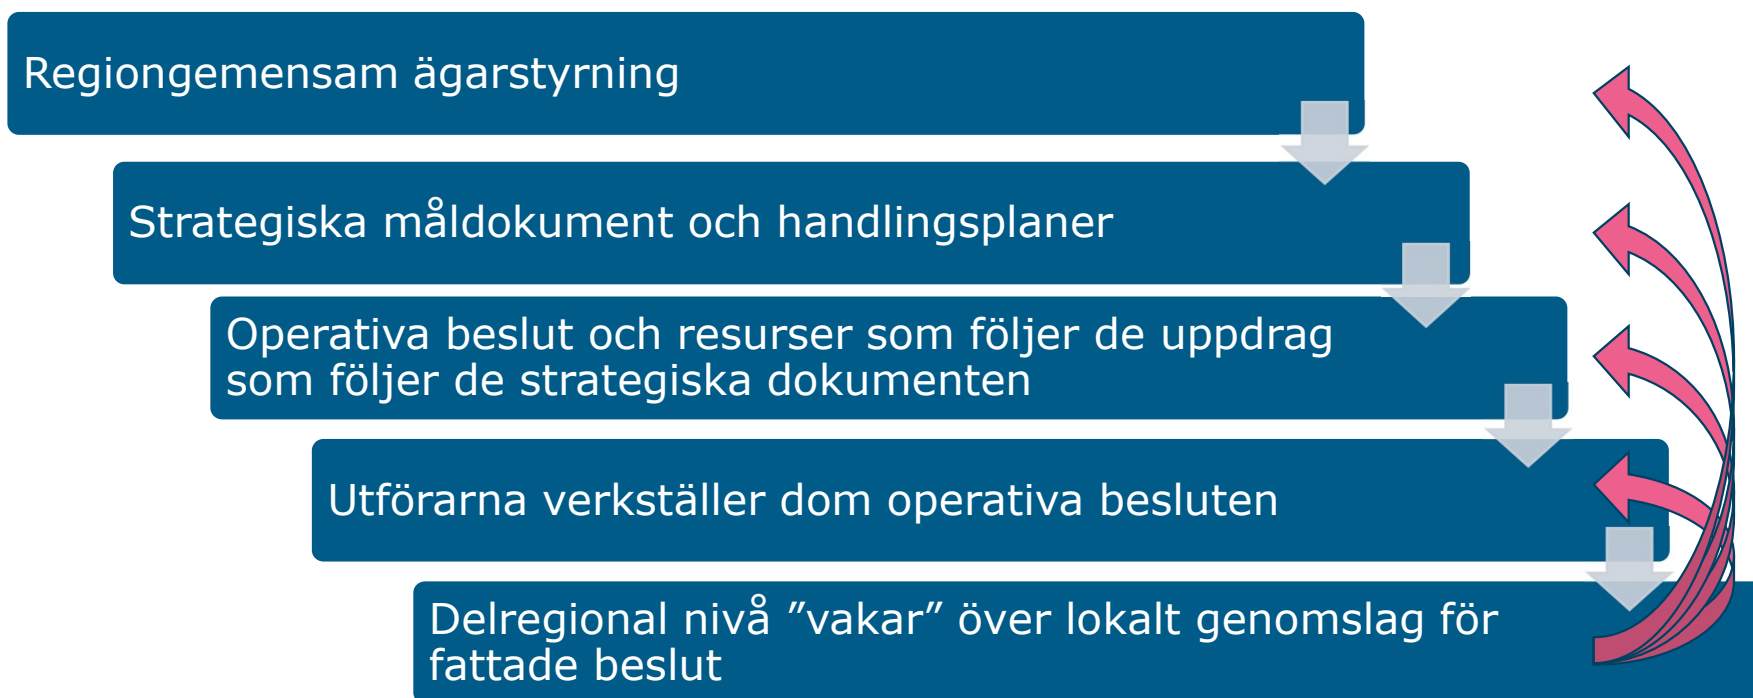 Regiongemensam ägarstyrning
Strategiska måldokument och handlingsplaner
Operativa beslut och resurser som följer de uppdrag
som följer de strategiska dokumenten
Utförarna verkställer dom operativa besluten
Delregional nivå ”vakar” över lokalt genomslag för
fattade beslut